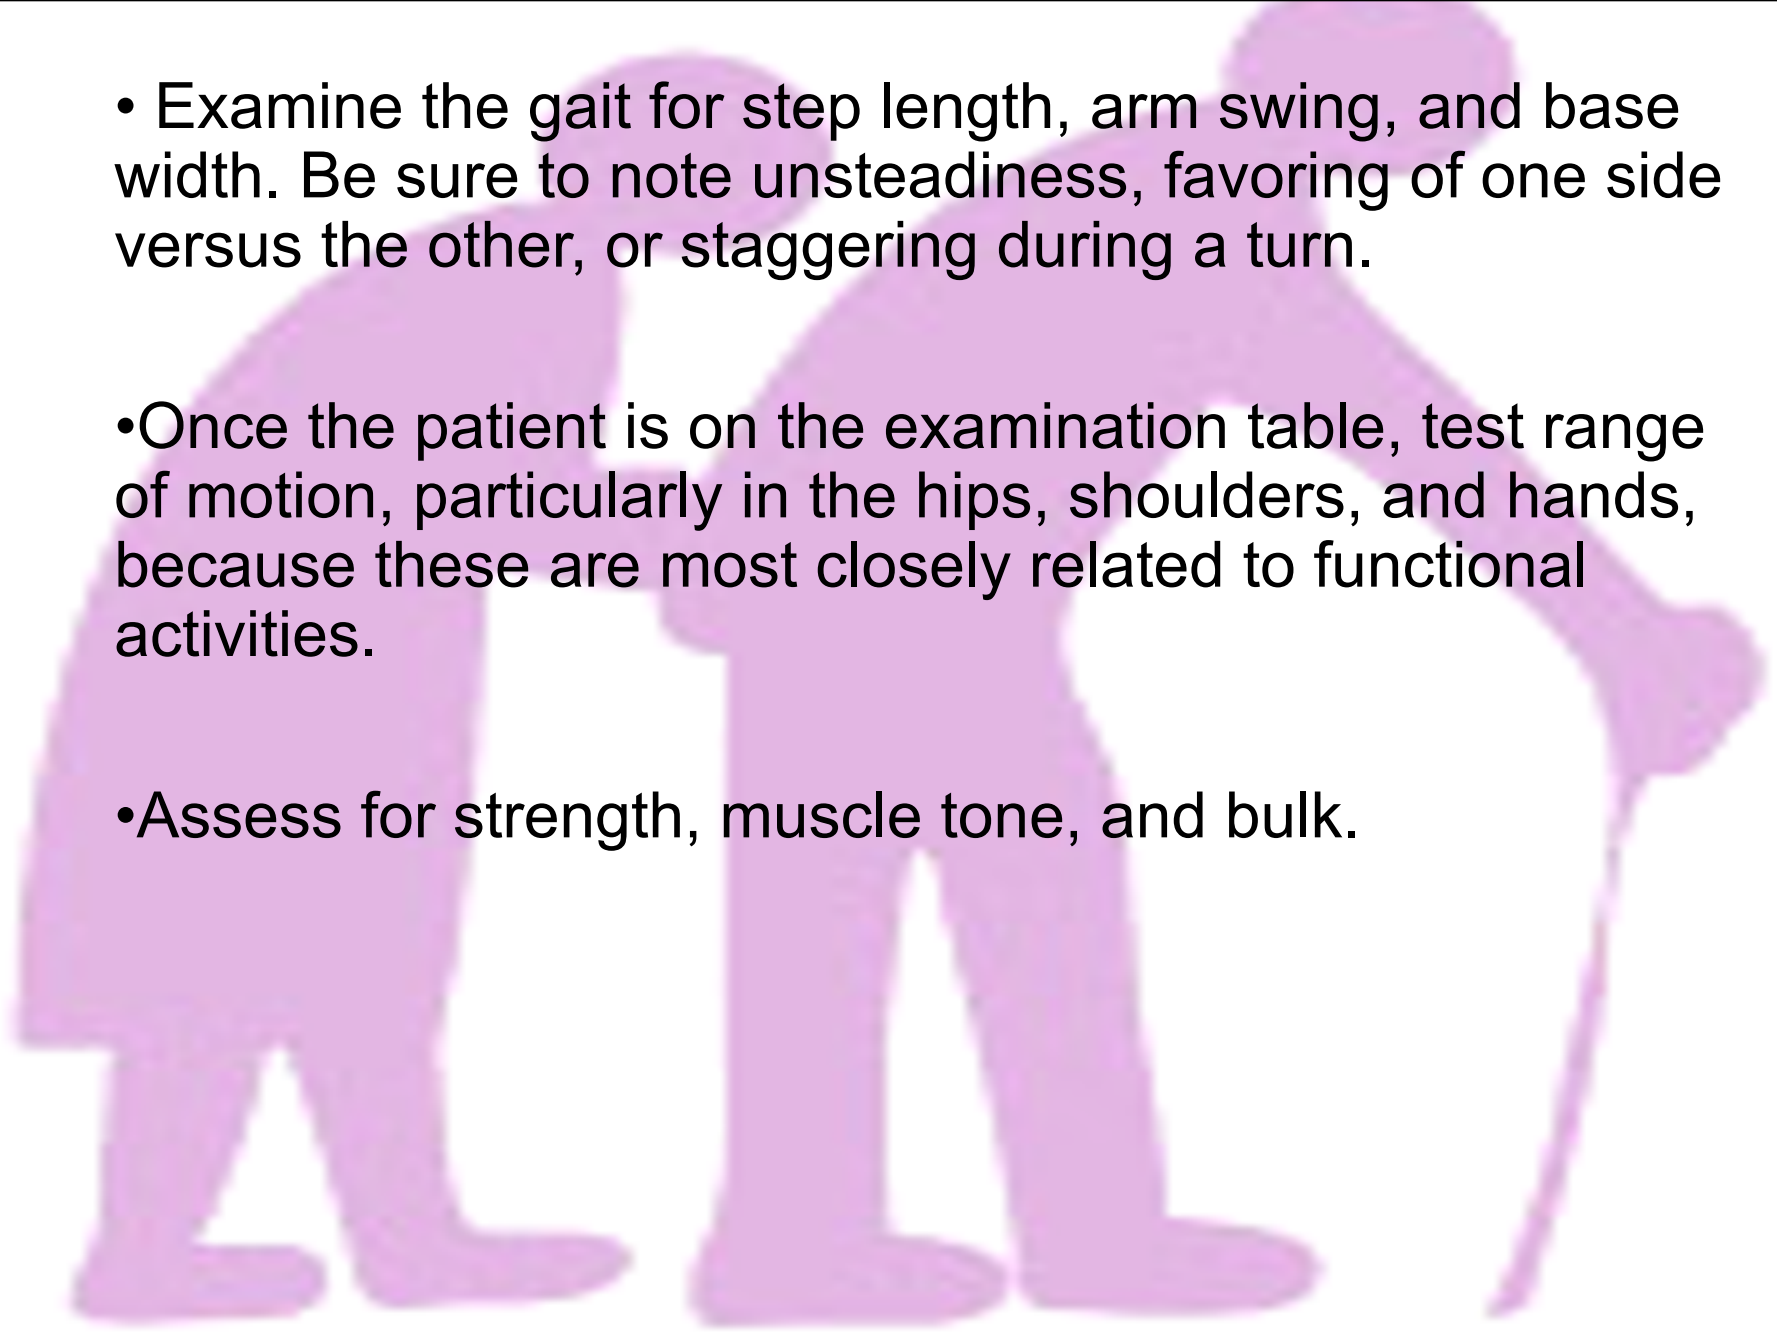 • Examine the gait for step length, arm swing, and base
width. Be sure to note unsteadiness, favoring of one side
versus the other, or staggering during a turn.
•Once the patient is on the examination table, test range
of motion, particularly in the hips, shoulders, and hands,
because these are most closely related to functional
activities.
•Assess for strength, muscle tone, and bulk.